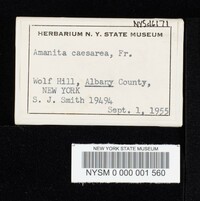 NYSd6171
HERBARIUM N. Y. STATE MUSEUM
Amanita caesarea, Fr.
Wolf Hill, Albany County,
NEW YORK
S. J. Smith 19494
Sept. 1, 1955
NEW YORK STATE MUSEUM
NYSM 0 000 001 560